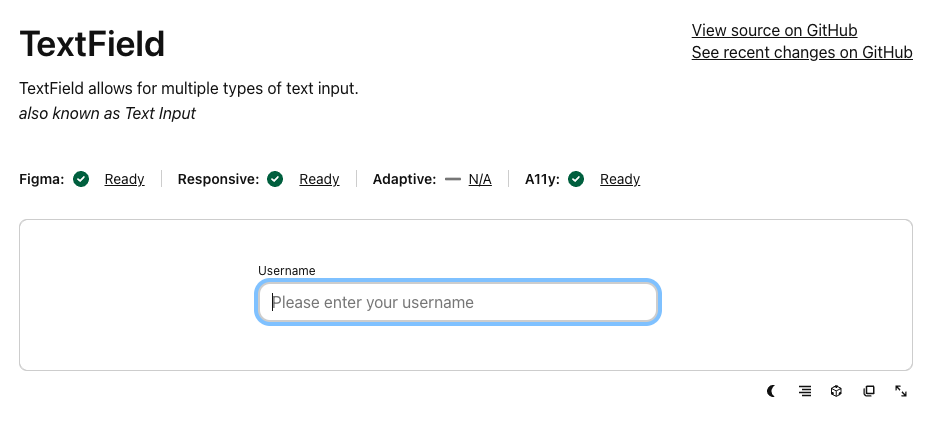 TextField
View source on GitHub
See recent changes on GitHub
TextField allows for multiple types of text input.
also known as Text Input
Figma: Ready Responsive: Ready Adaptive: N/A A11y: Ready
Username
Please enter your username